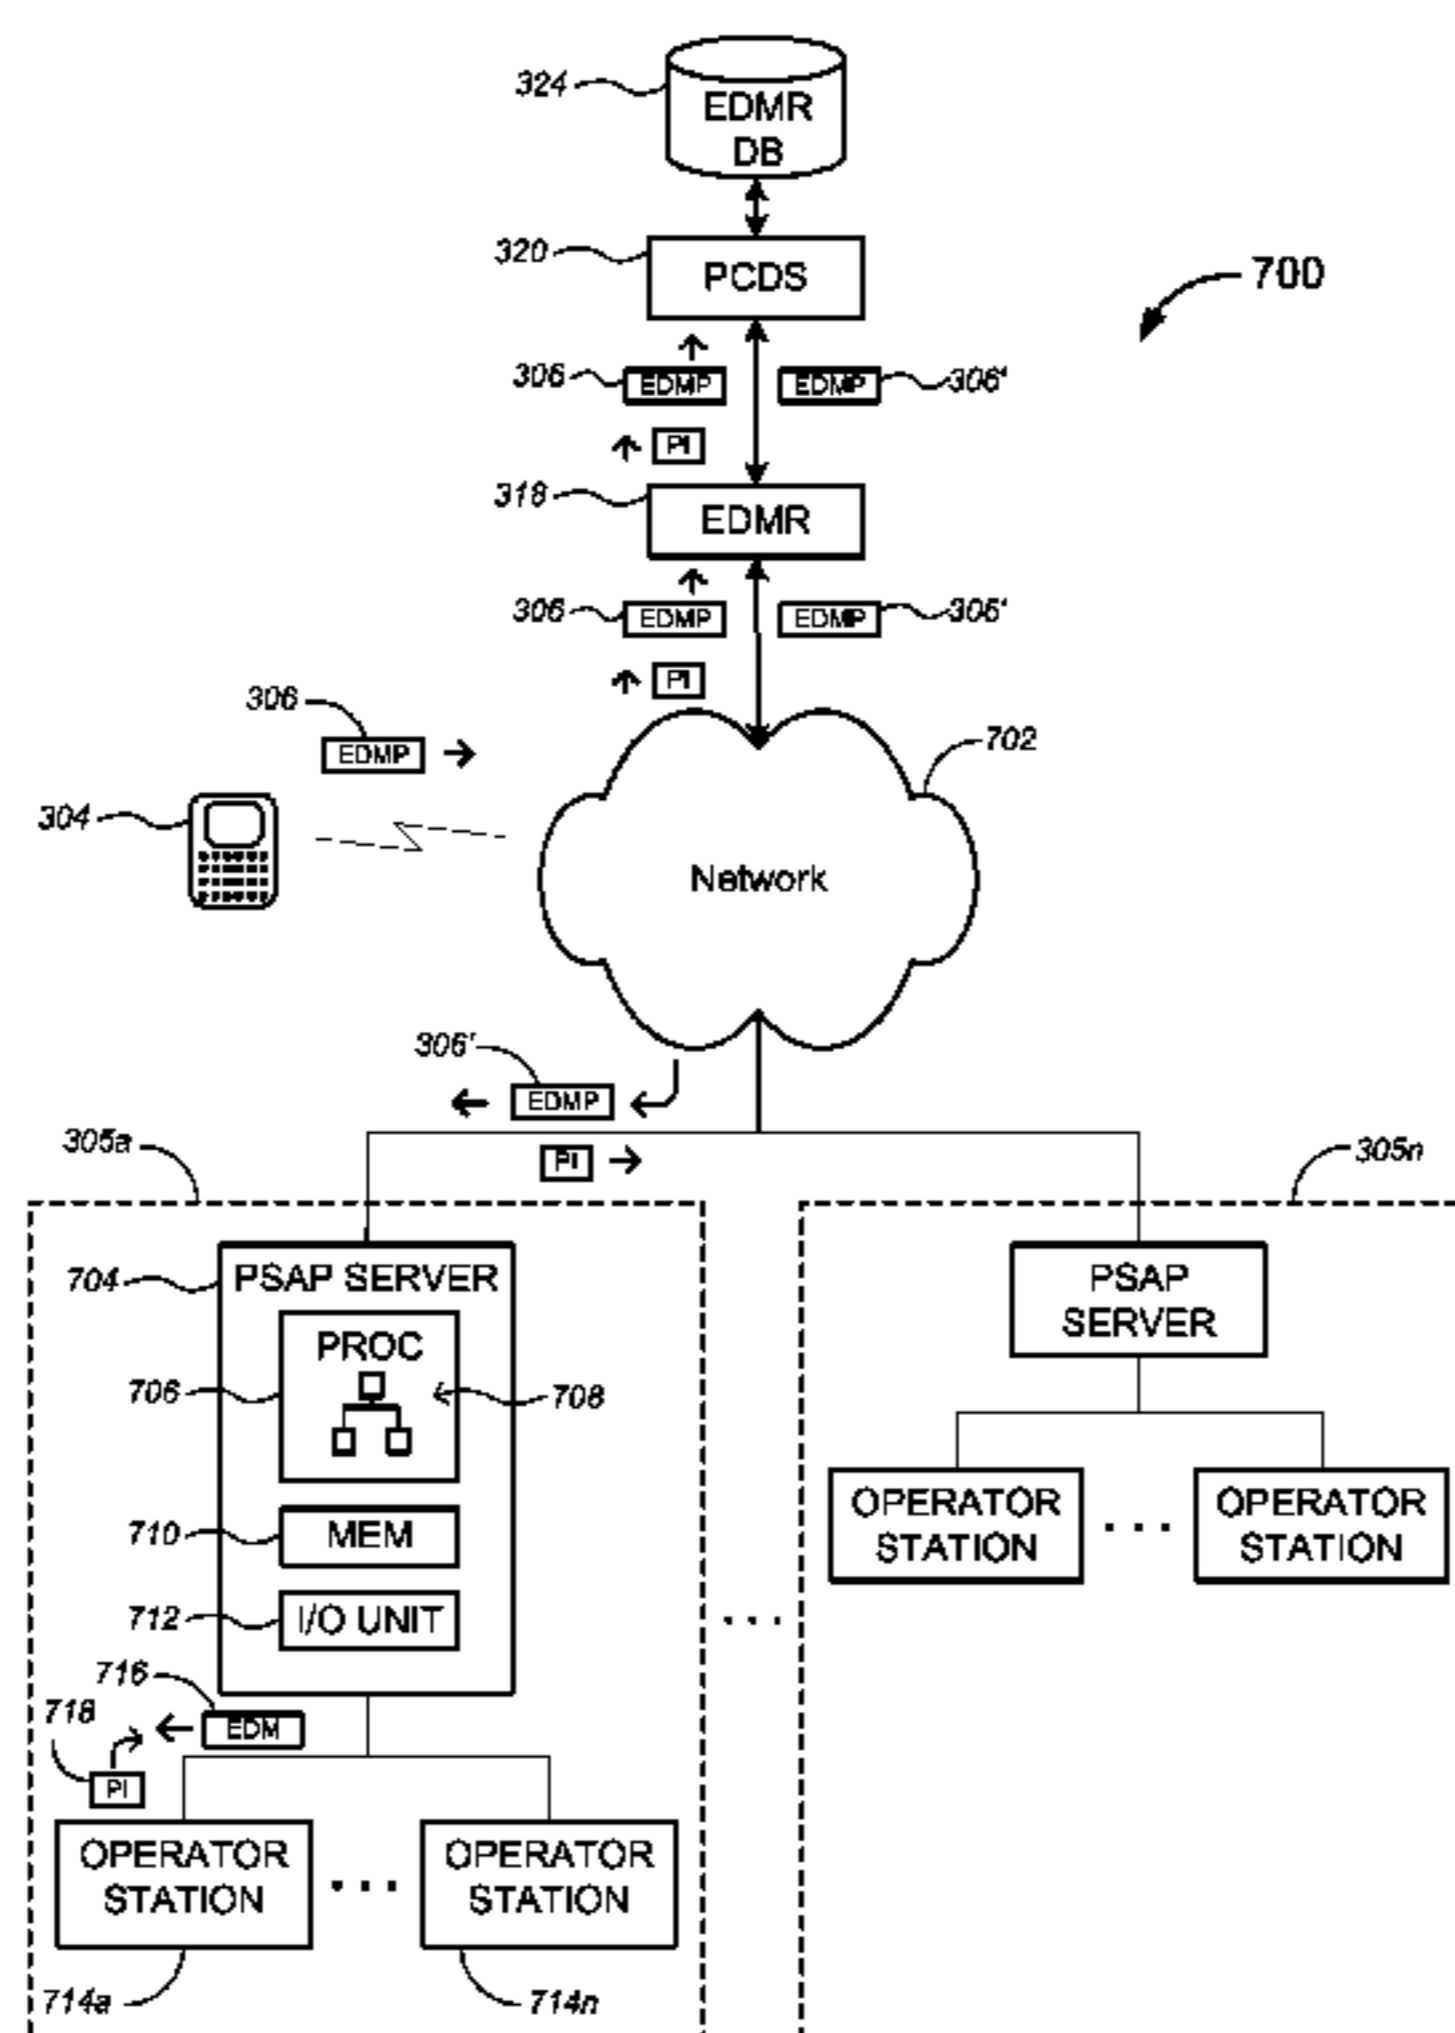 324
EDMR
DB
320
PCDS
700
306
EDMP
EDMP
306'
PI
318
EDMR
306
EDMP
EDMP
306'
PI
306
EDMP
702
304
Network
306'
EDMP
PI
305a
305n
704
PSAP SERVER
PROC
706
708
710
MEM
712
I/O UNIT
716
EDM
718
PI
OPERATOR
STATION
...
OPERATOR
STATION
714a
714n
...
PSAP
SERVER
OPERATOR
STATION
...
OPERATOR
STATION